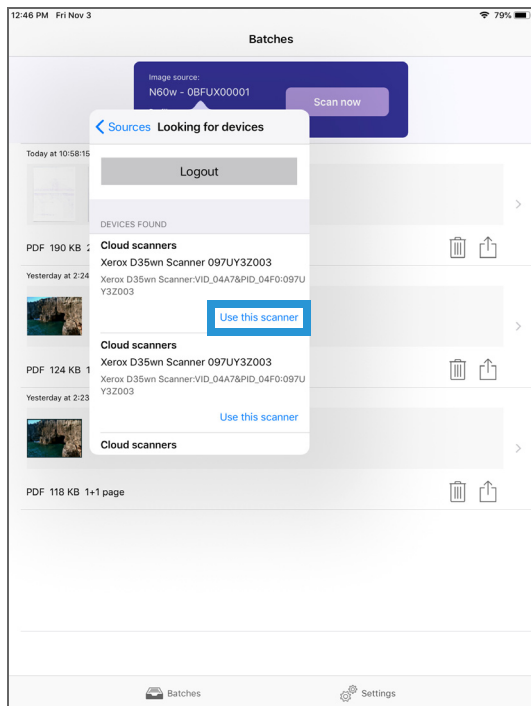 12:46 PM Fri Nov 3 79%
Batches
Image source:
N60w - 0BFUX00001
Scan now
Sources Looking for devices
Today at 10:58:15
Logout
DEVICES FOUND
Cloud scanners
Xerox D35wn Scanner 097UY3Z003
PDF 190 KB 2
Yesterday at 2:24
Xerox D35wn Scanner:VID_04A7&PID_04F0:097U
Y3Z003
Use this scanner
Cloud scanners
Xerox D35wn Scanner 097UY3Z003
PDF 124 KB 1
Xerox D35wn Scanner:VID_04A7&PID_04F0:097U
Y3Z003
Yesterday at 2:23
Use this scanner
Cloud scanners
PDF 118 KB 1+1 page
Batches Settings